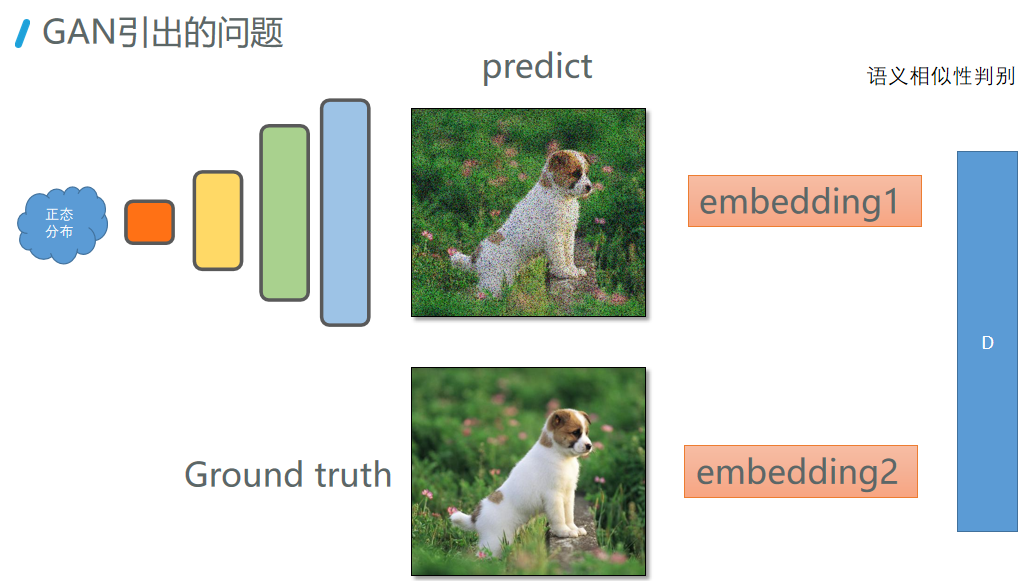 GAN引出的问题
predict
语义相似性判别
正态
分布
embedding1
D
Ground truth
embedding2